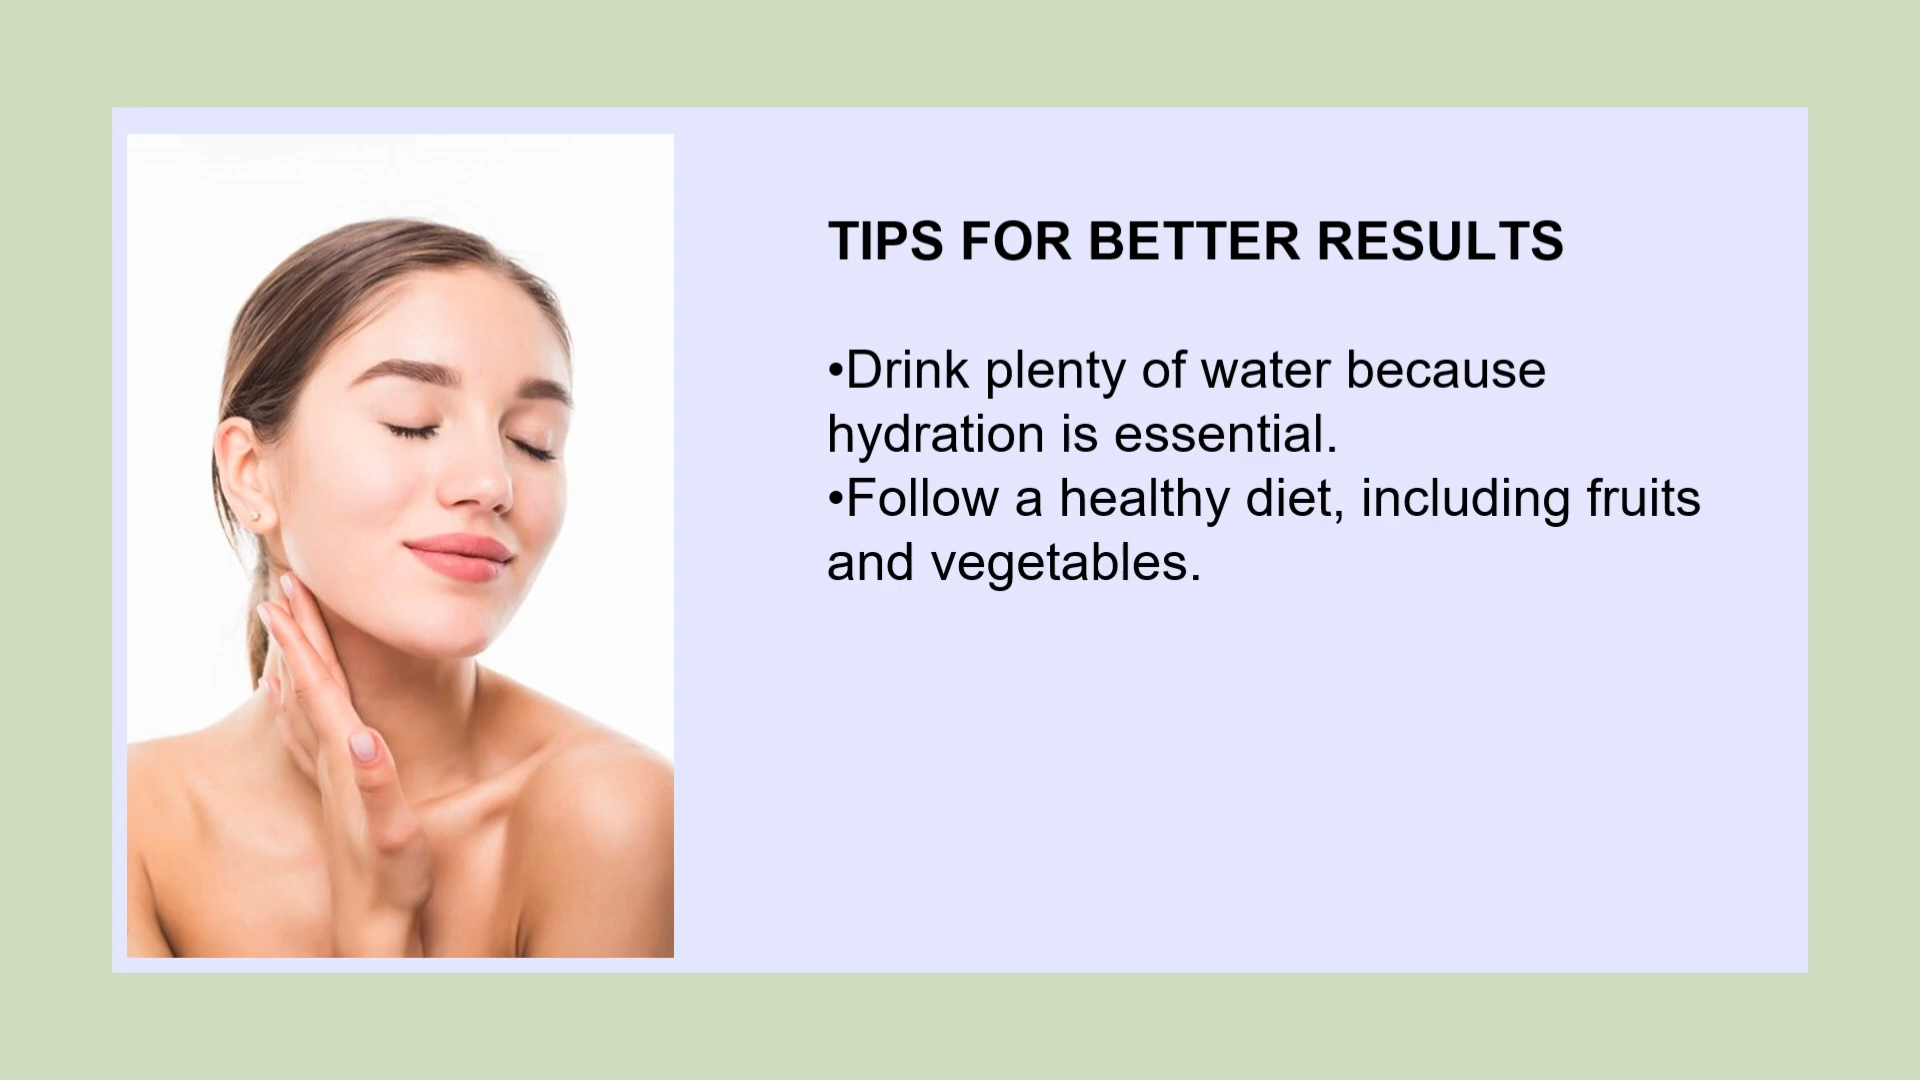 TIPS FOR BETTER RESULTS
•Drink plenty of water because
hydration is essential.
•Follow a healthy diet, including fruits
and vegetables.